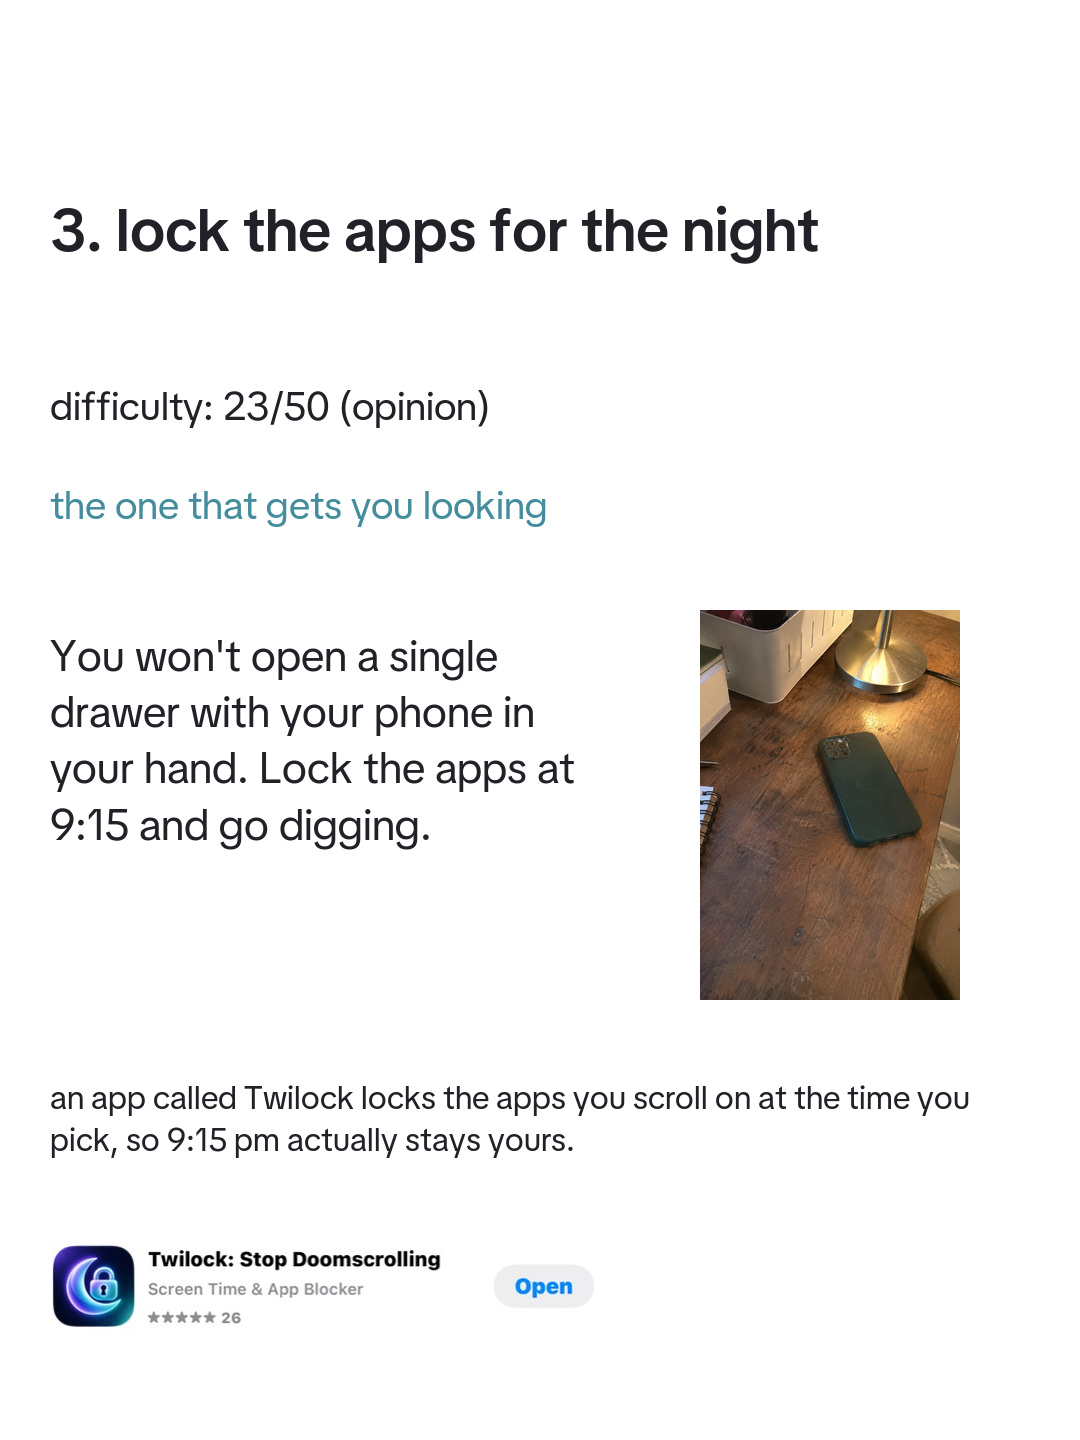 3. lock the apps for the night
difficulty: 23/50 (opinion)
the one that gets you looking
You won't open a single
drawer with your phone in
your hand. Lock the apps at
9:15 and go digging.
an app called Twilock locks the apps you scroll on at the time you
pick, so 9:15 pm actually stays yours.
Twilock: Stop Doomscrolling
Screen Time & App Blocker
★★★★★ 26
Open